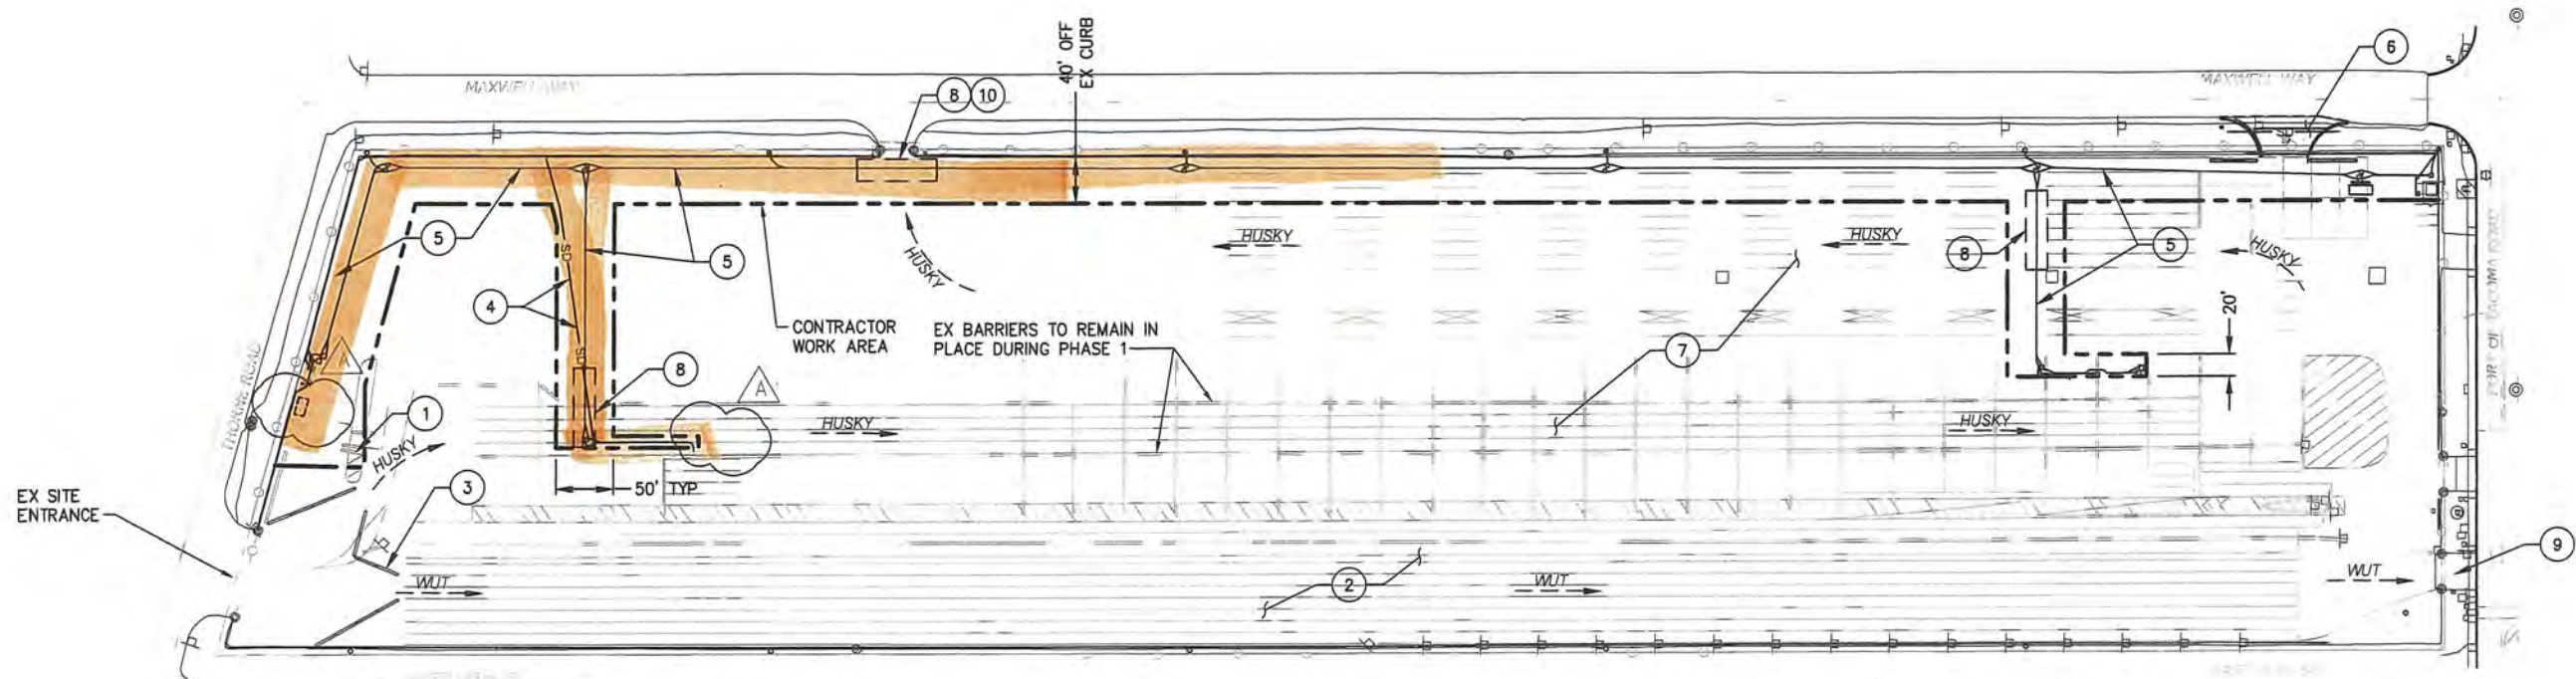 40' OFF
EX CURB
6
MAXWELL WAY
MAXWELL WAY
8 10
5
5
8
5
HUSKY
HUSKY
HUSKY
HUSKY
SD
4
CONTRACTOR
WORK AREA
EX BARRIERS TO REMAIN IN
PLACE DURING PHASE 1
7
20'
PORT OF TACOMA ROAD
THORNE ROAD
A
A
8
1
HUSKY
HUSKY
HUSKY
SD
50' TYP
3
EX SITE
ENTRANCE
WUT
2
WUT
WUT
9